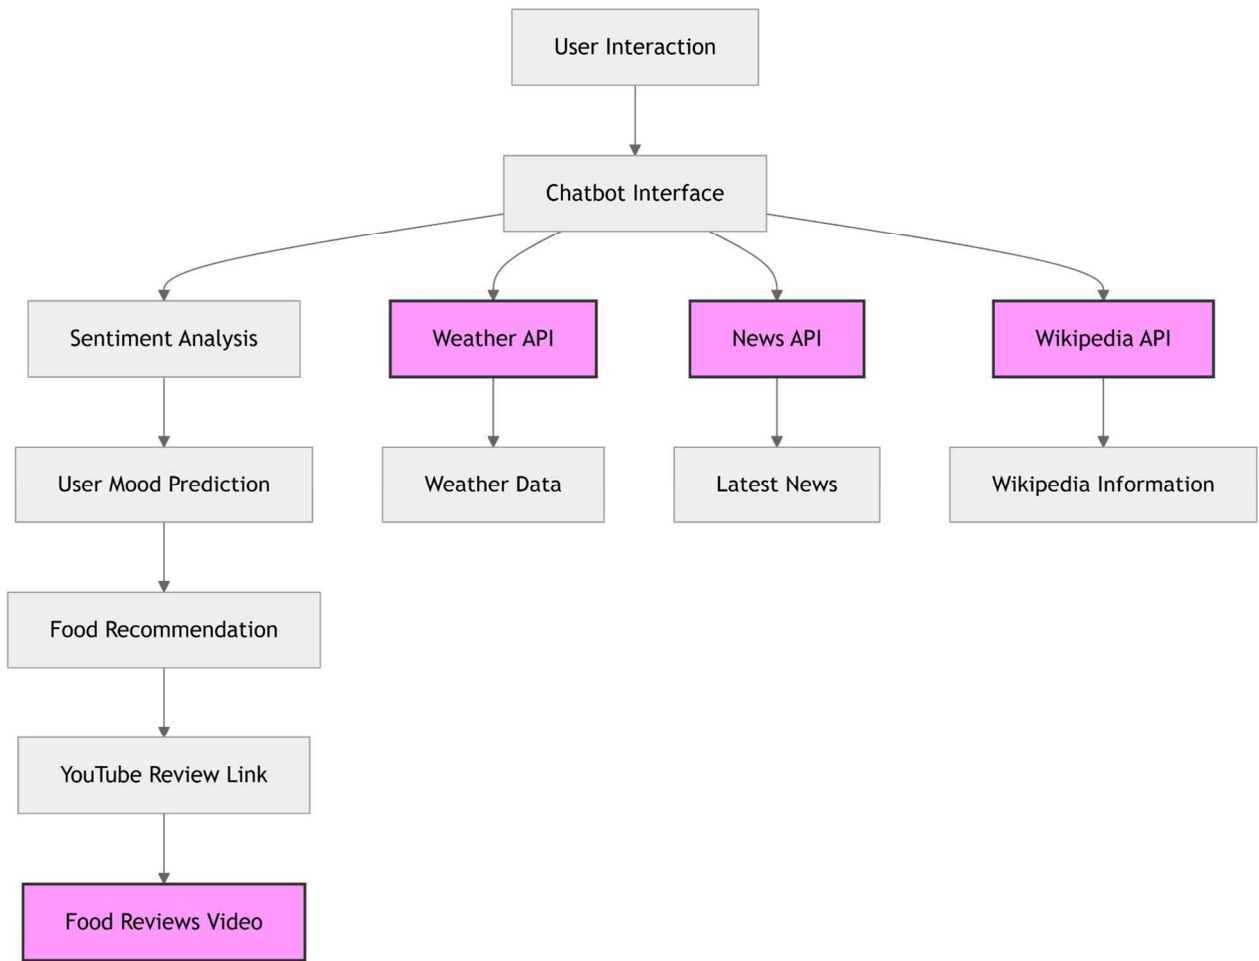 User Interaction
Chatbot Interface
Sentiment Analysis
Weather API
News API
Wikipedia API
User Mood Prediction
Weather Data
Latest News
Wikipedia Information
Food Recommendation
YouTube Review Link
Food Reviews Video